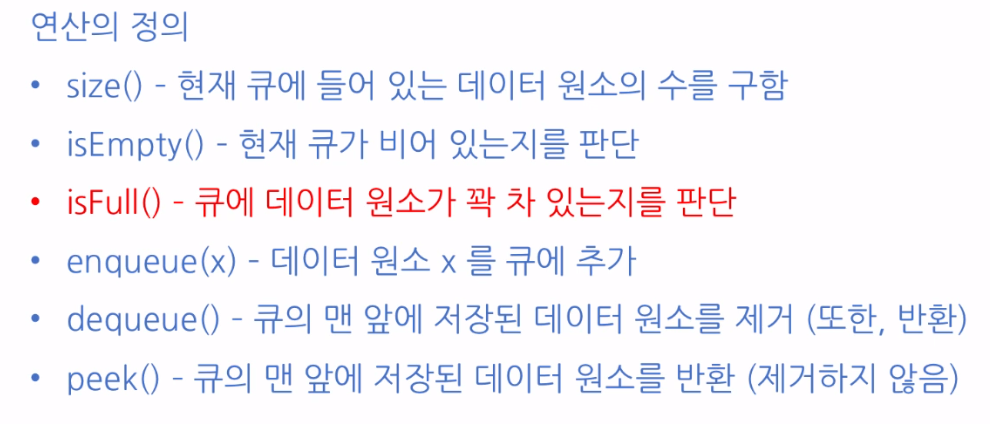 연산의 정의
• size() - 현재 큐에 들어 있는 데이터 원소의 수를 구함
• isEmpty() - 현재 큐가 비어 있는지를 판단
• isFull() - 큐에 데이터 원소가 꽉 차 있는지를 판단
• enqueue(x) - 데이터 원소 x 를 큐에 추가
• dequeue() - 큐의 맨 앞에 저장된 데이터 원소를 제거 (또한, 반환)
• peek() - 큐의 맨 앞에 저장된 데이터 원소를 반환 (제거하지 않음)